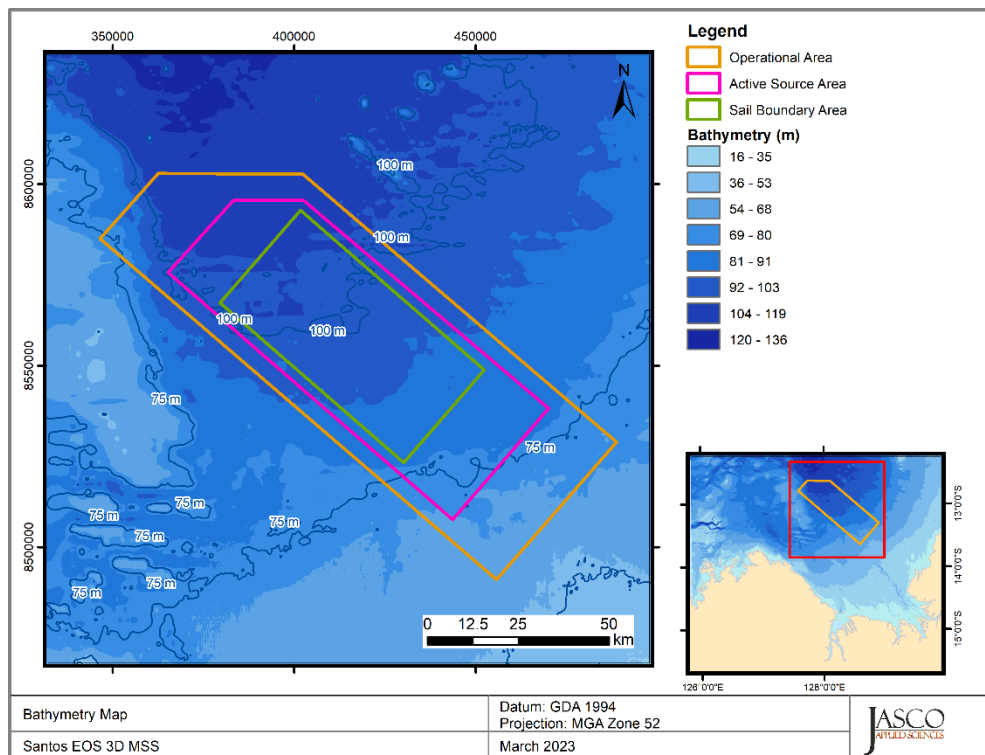 350000
400000
450000
8600000
8550000
8500000
N
100 m
100 m
100 m
100 m
75 m
75 m
75 m
75 m
75 m
75 m
75 m
0 12.5 25 50
km
Legend
Operational Area
Active Source Area
Sail Boundary Area
Bathymetry (m)
16 - 35
36 - 53
54 - 68
69 - 80
81 - 91
92 - 103
104 - 119
120 - 136
13°0'0"S
14°0'0"S
15°0'0"S
126°0'0"E
128°0'0"E
Bathymetry Map
Datum: GDA 1994
Projection: MGA Zone 52
Santos EOS 3D MSS
March 2023
JASCO
APPLIED SCIENCES